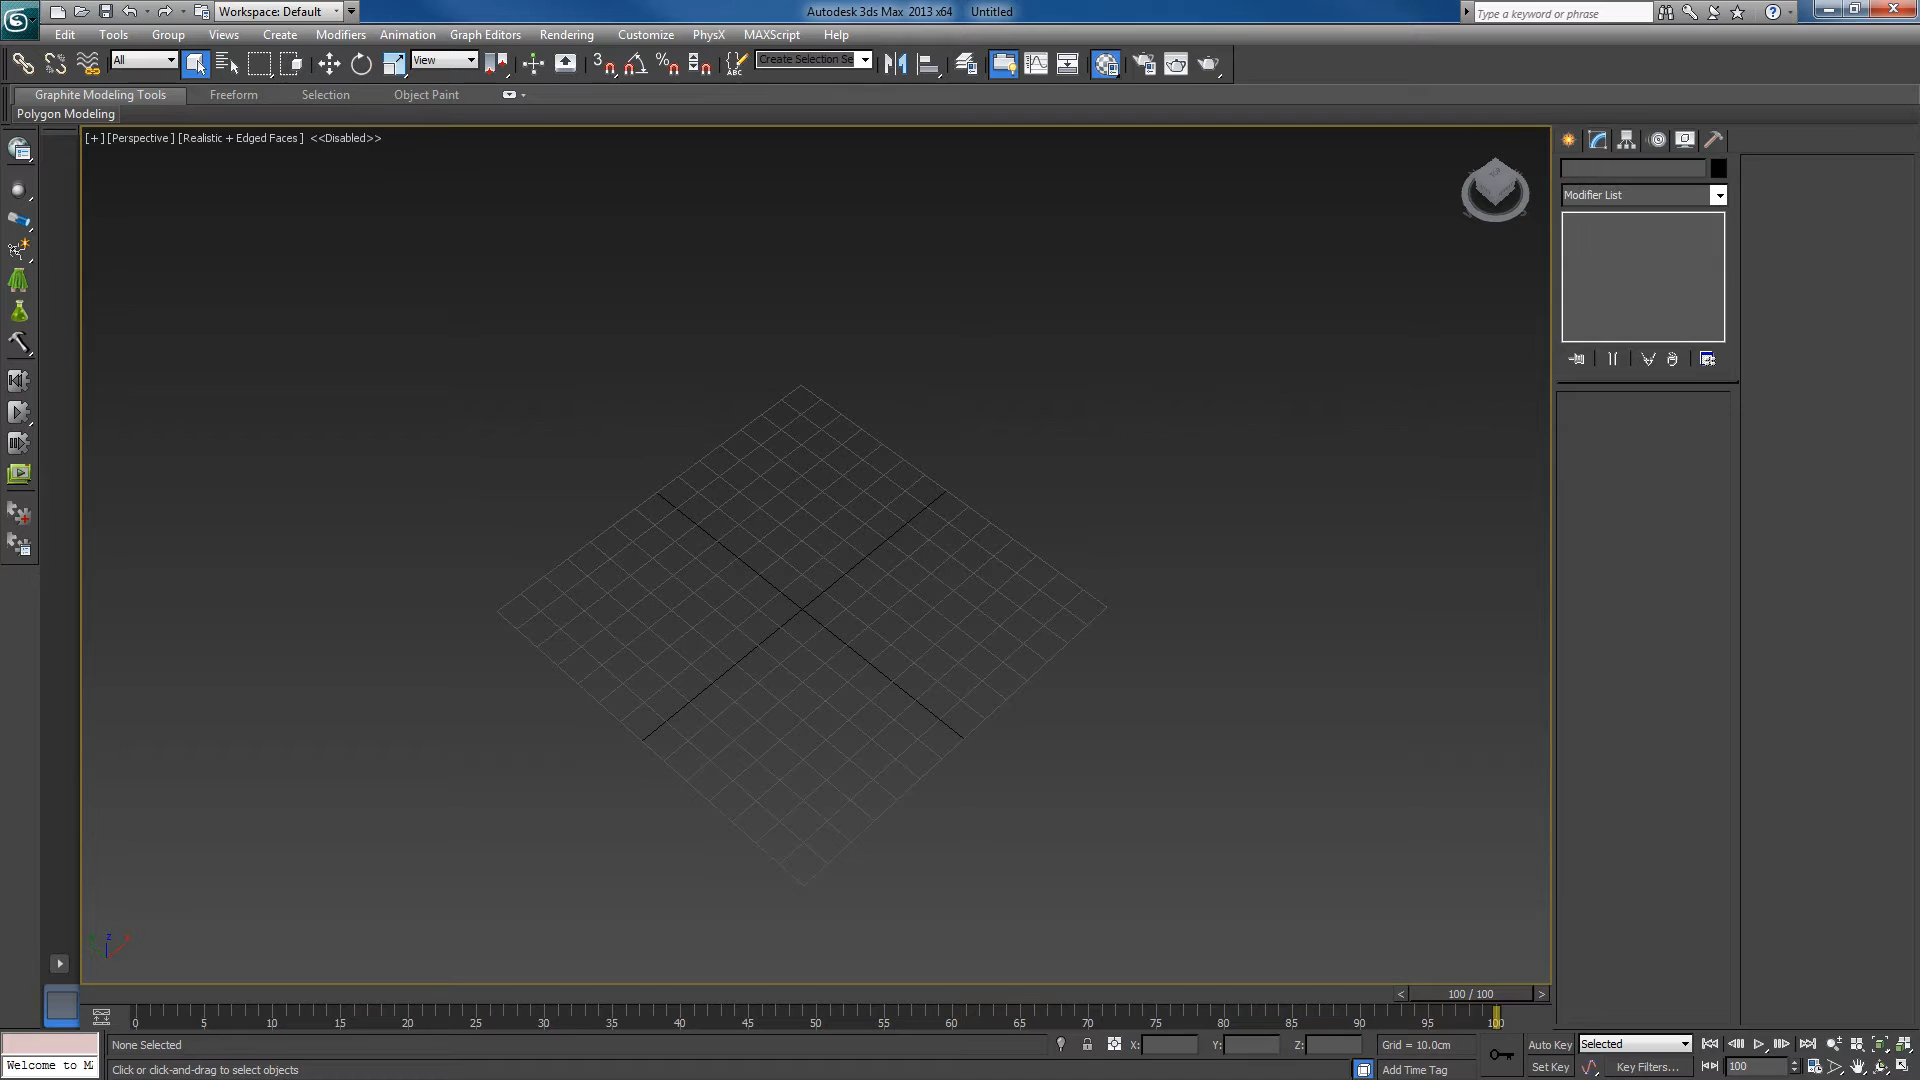 Workspace: Default
Autodesk 3ds Max 2013 x64 Untitled
Type a keyword or phrase
Edit Tools Group Views Create Modifiers Animation Graph Editors Rendering Customize PhysX MAXScript Help
All
View
3
%
ABC
Create Selection Se
Graphite Modeling Tools Freeform Selection Object Paint
Polygon Modeling
[+] [Perspective] [Realistic + Edged Faces] <<Disabled>>
TOP
Modifier List
z
< 100 / 100 >
0 5 10 15 20 25 30 35 40 45 50 55 60 65 70 75 80 85 90 95 100
None Selected X: Y: Z: Grid = 10.0cm Auto Key Selected
Welcome to M
Click or click-and-drag to select objects Add Time Tag Set Key Key Filters... 100